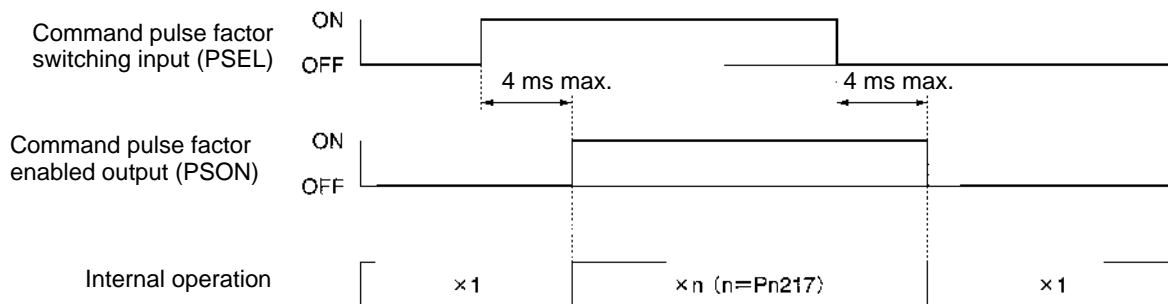 Command pulse factor
switching input (PSEL)
ON
OFF
4 ms max.
4 ms max.
Command pulse factor
enabled output (PSON)
ON
OFF
Internal operation
×1
×n (n=Pn217)
×1